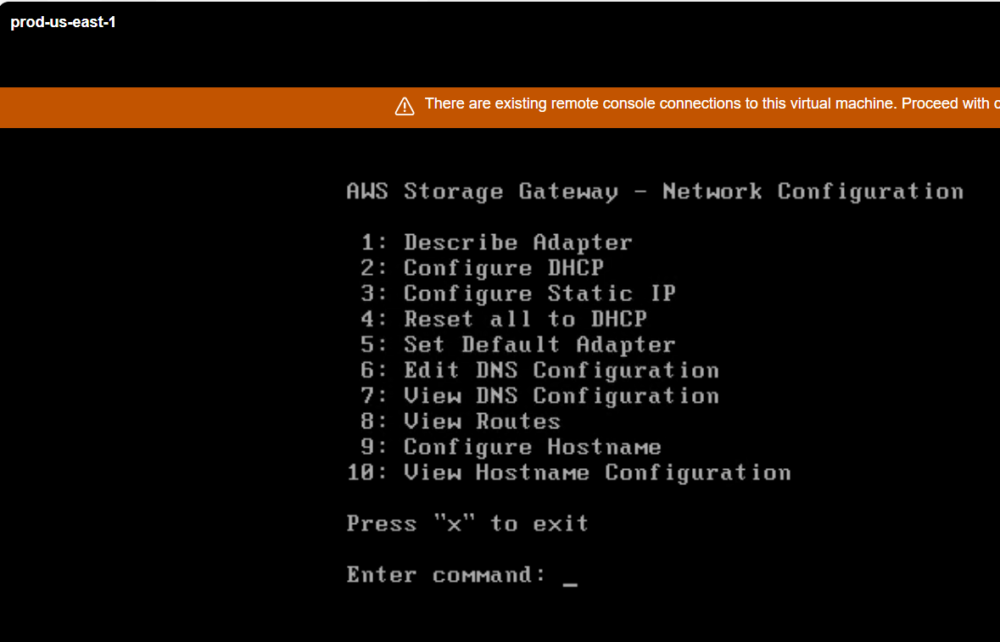 prod-us-east-1
There are existing remote console connections to this virtual machine. Proceed with
AWS Storage Gateway - Network Configuration
1: Describe Adapter
2: Configure DHCP
3: Configure Static IP
4: Reset all to DHCP
5: Set Default Adapter
6: Edit DNS Configuration
7: View DNS Configuration
8: View Routes
9: Configure Hostname
10: View Hostname Configuration
Press "x" to exit
Enter command: _